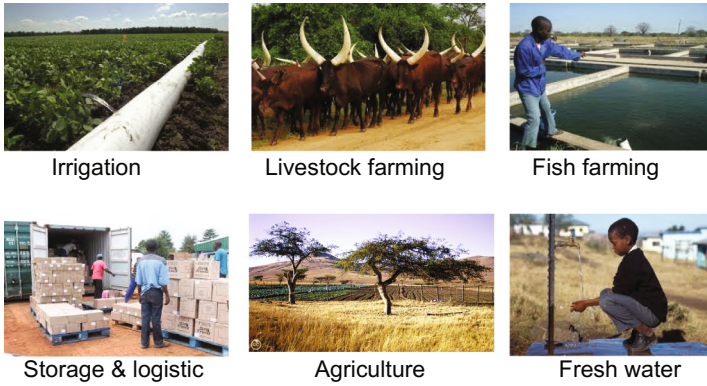 Irrigation
Livestock farming
Fish farming
Storage & logistic
Agriculture
Fresh water